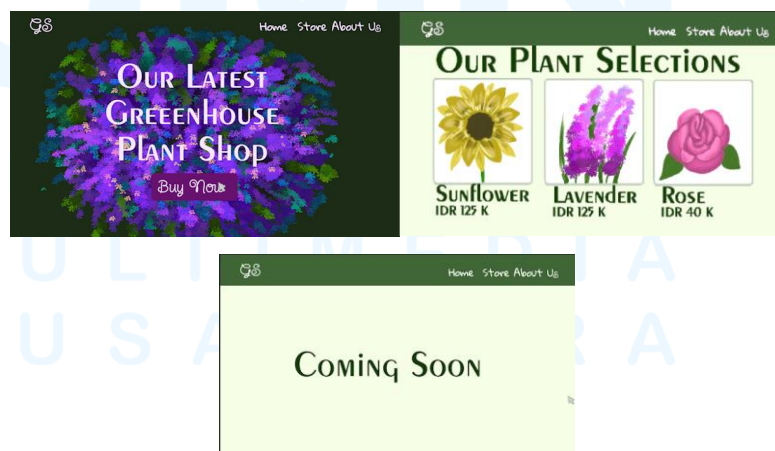 GS
Home Store About Us
Our Latest
Greeenhouse
Plant Shop
Buy Now
GS
Home Store About Us
Our Plant Selections
Sunflower
IDR 125 K
Lavender
IDR 125 K
Rose
IDR 40 K
GS
Home Store About Us
Coming Soon
U L T I M E D I A
U S A R A